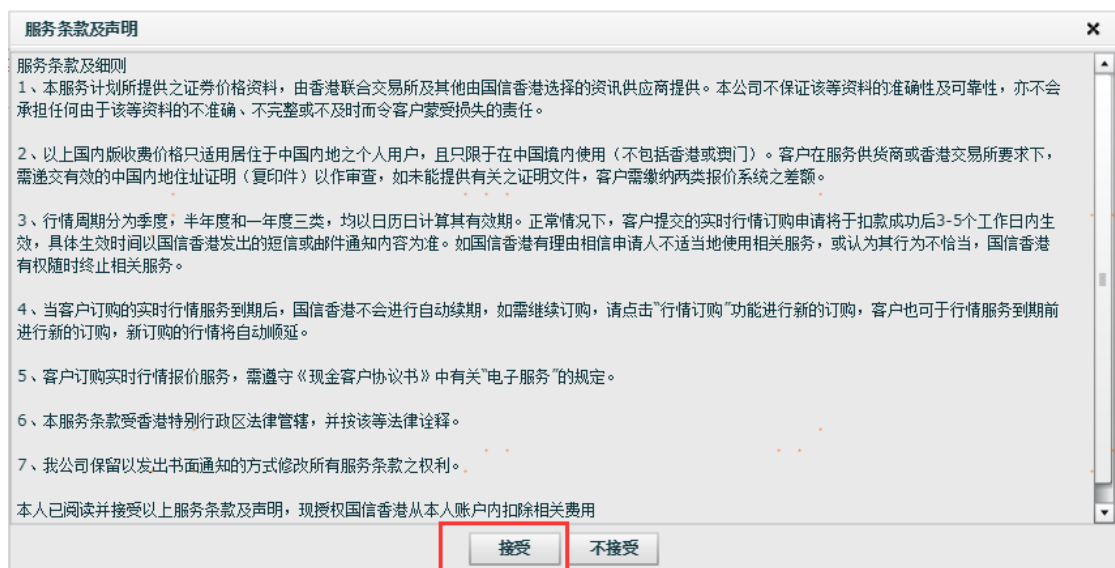 服务条款及声明
服务条款及细则
1、本服务计划所提供之证券价格资料，由香港联合交易所及其他由国信香港选择的资讯供应商提供。本公司不保证该等资料的准确性及可靠性，亦不会
承担任何由于该等资料的不准确、不完整或不及时而令客户蒙受损失的责任。
2、以上国内版收费价格只适用居住于中国内地之个人用户，且只限于在中国境内使用（不包括香港或澳门）。客户在服务供货商或香港交易所要求下，
需递交有效的中国内地住址证明（复印件）以作审查，如未能提供有关之证明文件，客户需缴纳两类报价系统之差额。
3、行情周期分为季度，半年度和一年度三类，均以日历日计算其有效期。正常情况下，客户提交的实时行情订购申请将于扣款成功后3-5个工作日内生
效，具体生效时间以国信香港发出的短信或邮件通知内容为准。如国信香港有理由相信申请人不适当地使用相关服务，或认为其行为不恰当，国信香港
有权随时终止相关服务。
4、当客户订购的实时行情服务到期后，国信香港不会进行自动续期，如需继续订购，请点击“行情订购”功能进行新的订购，客户也可于行情服务到期前
进行新的订购，新订购的行情将自动顺延。
5、客户订购实时行情报价服务，需遵守《现金客户协议书》中有关“电子服务”的规定。
6、本服务条款受香港特别行政区法律管辖，并按该等法律诠释。
7、我公司保留以发出书面通知的方式修改所有服务条款之权利。
本人已阅读并接受以上服务条款及声明，现授权国信香港从本人账户内扣除相关费用
接受 不接受